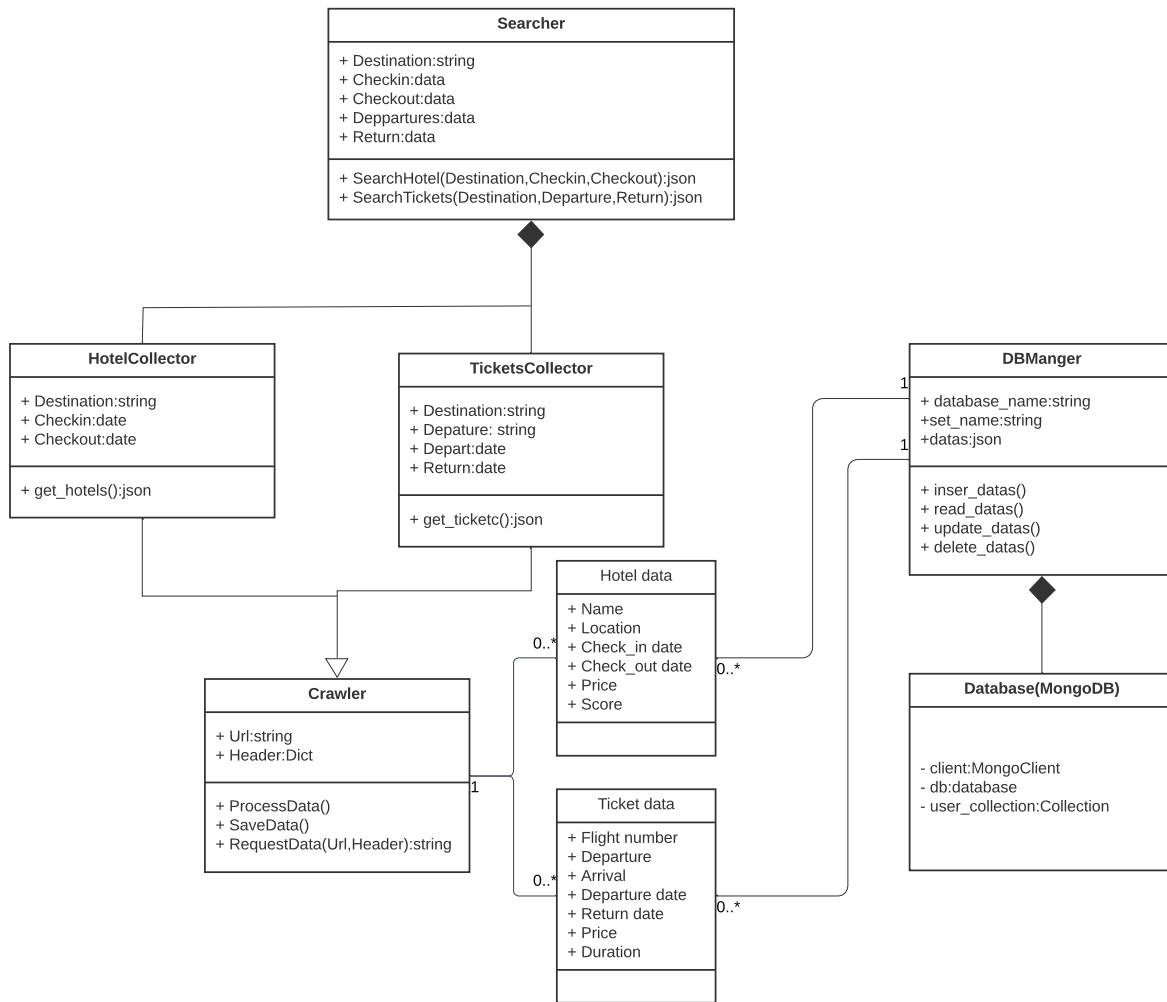 Searcher
+ Destination:string
+ Checkin:data
+ Checkout:data
+ Deppartures:data
+ Return:data
+ SearchHotel(Destination,Checkin,Checkout):json
+ SearchTickets(Destination,Departure,Return):json
HotelCollector
+ Destination:string
+ Checkin:date
+ Checkout:date
+ get_hotels():json
TicketsCollector
+ Destination:string
+ Depature: string
+ Depart:date
+ Return:date
+ get_ticketc():json
DBManger
+ database_name:string
+set_name:string
+datas:json
+ inser_datas()
+ read_datas()
+ update_datas()
+ delete_datas()
1
1
Hotel data
+ Name
+ Location
+ Check_in date
+ Check_out date
+ Price
+ Score
0..*
0..*
Crawler
+ Url:string
+ Header:Dict
+ ProcessData()
+ SaveData()
+ RequestData(Url,Header):string
1
Ticket data
+ Flight number
+ Departure
+ Arrival
+ Departure date
+ Return date
+ Price
+ Duration
0..*
0..*
Database(MongoDB)
- client:MongoClient
- db:database
- user_collection:Collection